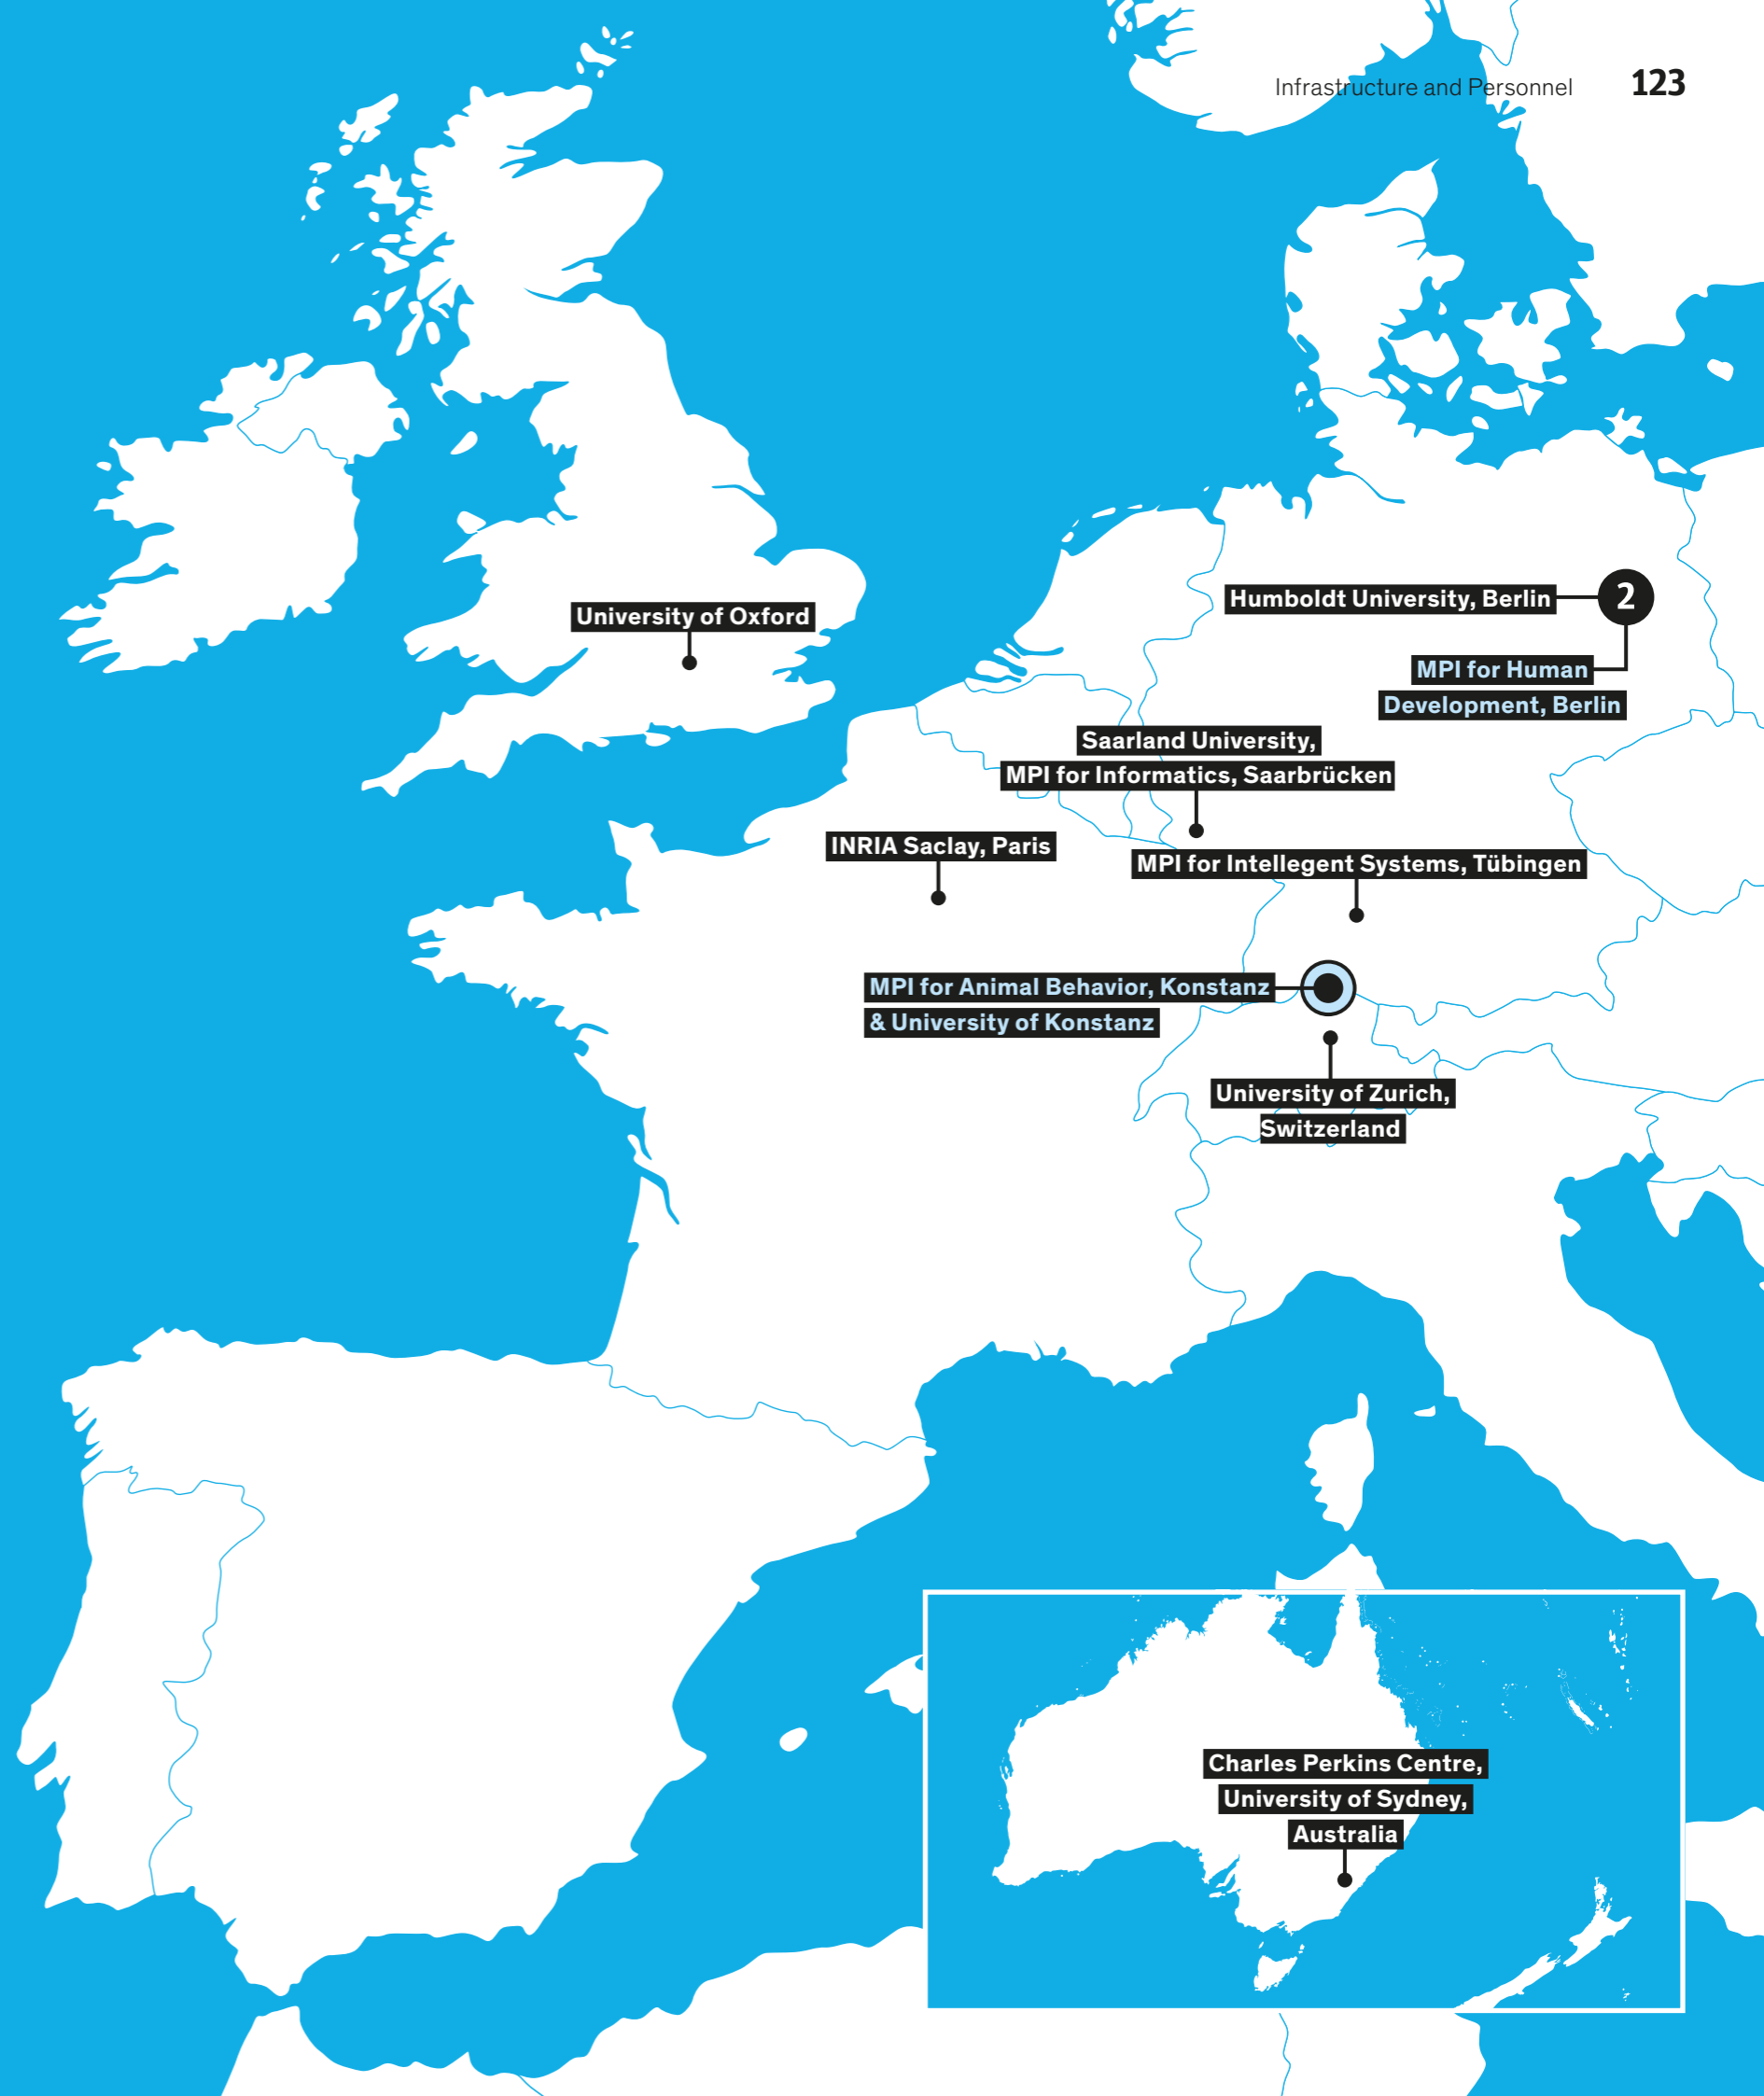 Infrastructure and Personnel 123
University of Oxford
Humboldt University, Berlin
2
MPI for Human
Development, Berlin
Saarland University,
MPI for Informatics, Saarbrücken
INRIA Saclay, Paris
MPI for Intellegent Systems, Tübingen
MPI for Animal Behavior, Konstanz
& University of Konstanz
University of Zurich,
Switzerland
Charles Perkins Centre,
University of Sydney,
Australia